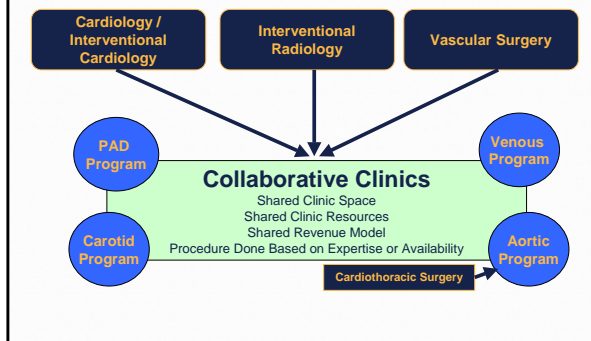 Cardiology /
Interventional
Cardiology
Interventional
Radiology
Vascular Surgery
PAD
Program
Venous
Program
Collaborative Clinics
Shared Clinic Space
Shared Clinic Resources
Shared Revenue Model
Procedure Done Based on Expertise or Availability
Carotid
Program
Aortic
Program
Cardiothoracic Surgery